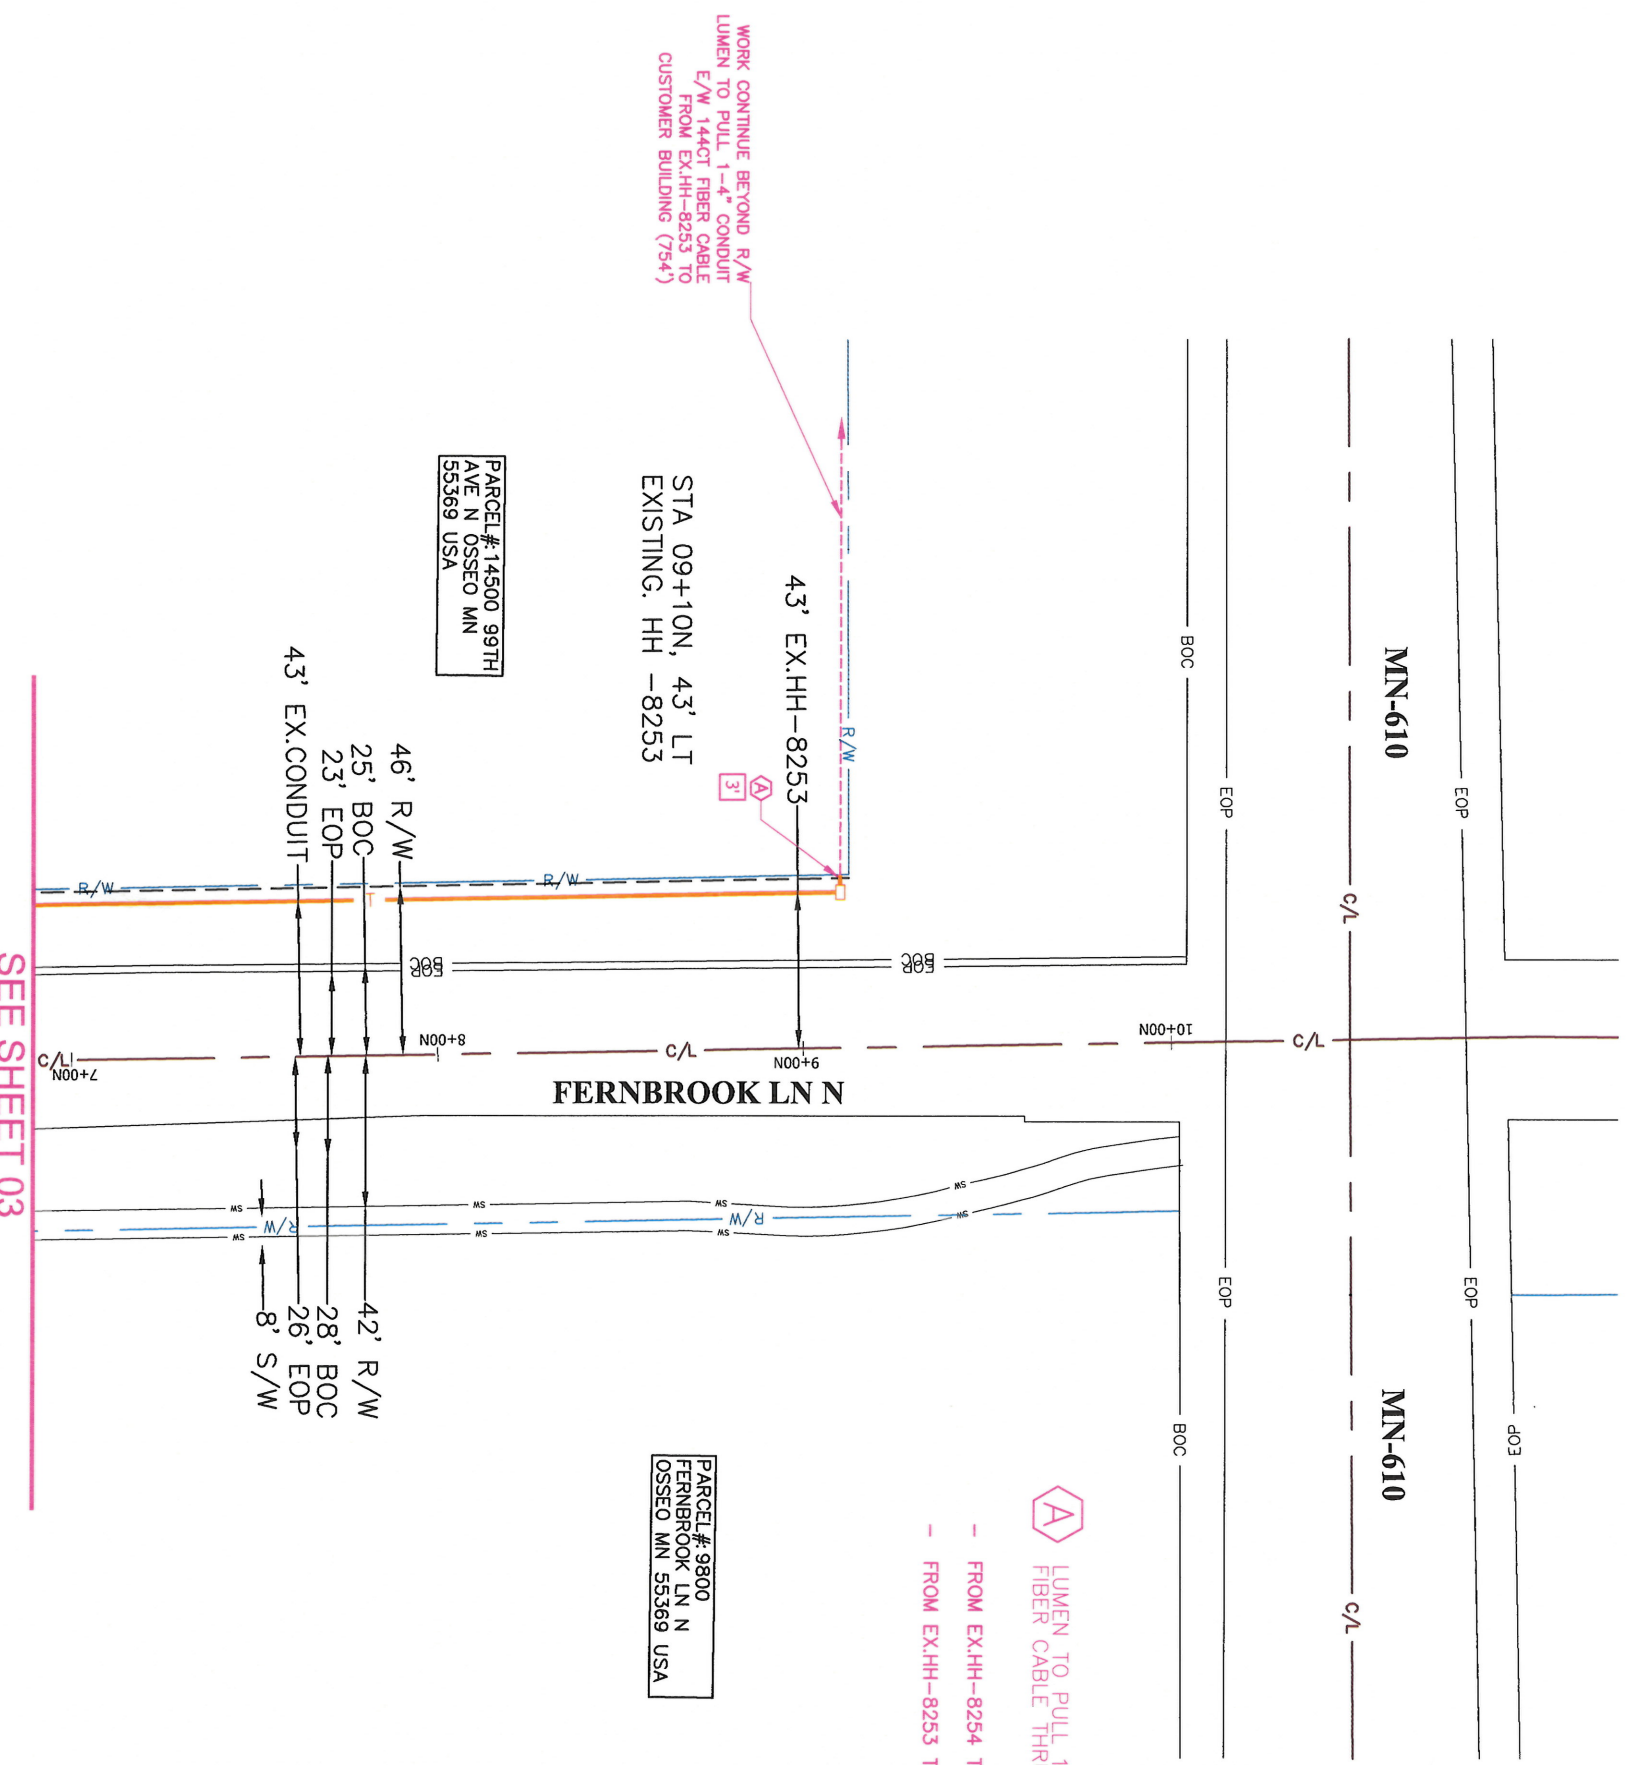 WORK CONTINUE BEYOND R/W
LUMEN TO PULL 1-4" CONDUIT
E/W 144CT FIBER CABLE
FROM EX.HH-8253 TO
CUSTOMER BUILDING (754')
MN-610
MN-610
BOC
EOP
EOP
C/L
R/W
43' EX.HH-8253
STA 09+10N, 43' LT
EXISTING. HH -8253
A
3'
PARCEL#:14500 99TH
AVE N OSSEO MN
55369 USA
46' R/W
25' BOC
23' EOP
43' EX.CONDUIT
R/W
R/W
T
BOC
EOP
BOC
EOP
C/L
7+00N
8+00N
C/L
9+00N
10+00N
C/L
FERNBROOK LN N
SW
SW
SW
SW
SW
SW
SW
SW
R/W
R/W
42' R/W
28' BOC
26' EOP
8' S/W
EOP
EOP
EOP
BOC
C/L
PARCEL#:9800
FERNBROOK LN N
OSSEO MN 55369 USA
A
LUMEN TO PULL 1
FIBER CABLE THR
- FROM EX.HH-8254 T
- FROM EX.HH-8253 T
SEE SHEET 03